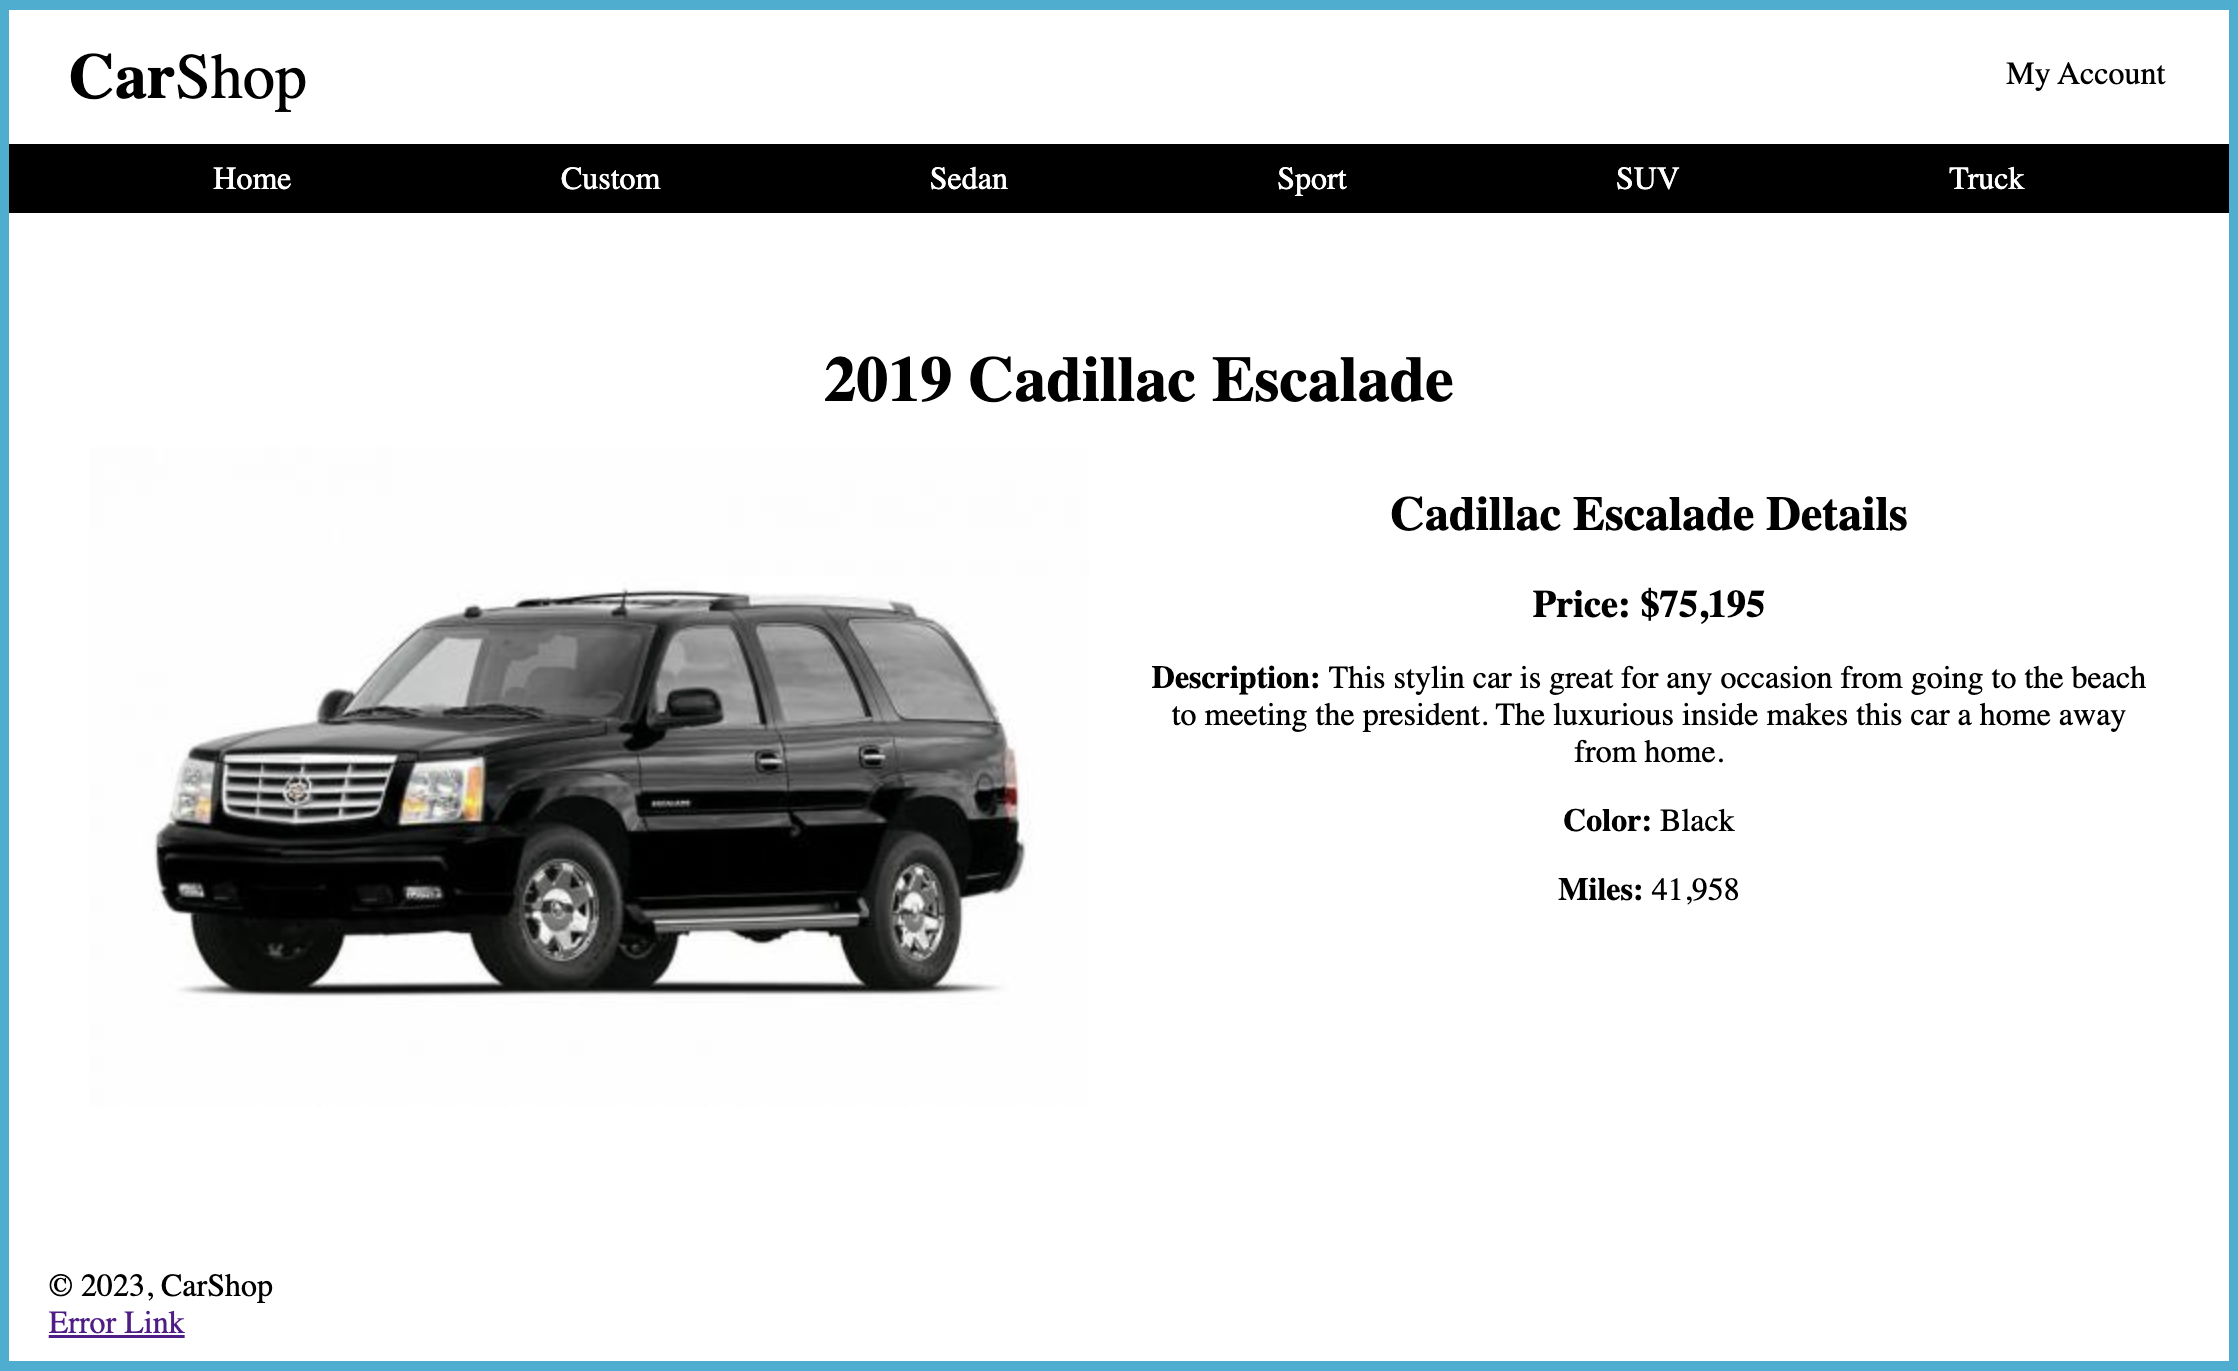 CarShop
My Account
Home Custom Sedan Sport SUV Truck
2019 Cadillac Escalade
Cadillac Escalade Details
Price: $75,195
Description: This stylin car is great for any occasion from going to the beach
to meeting the president. The luxurious inside makes this car a home away
from home.
Color: Black
Miles: 41,958
© 2023, CarShop
Error Link